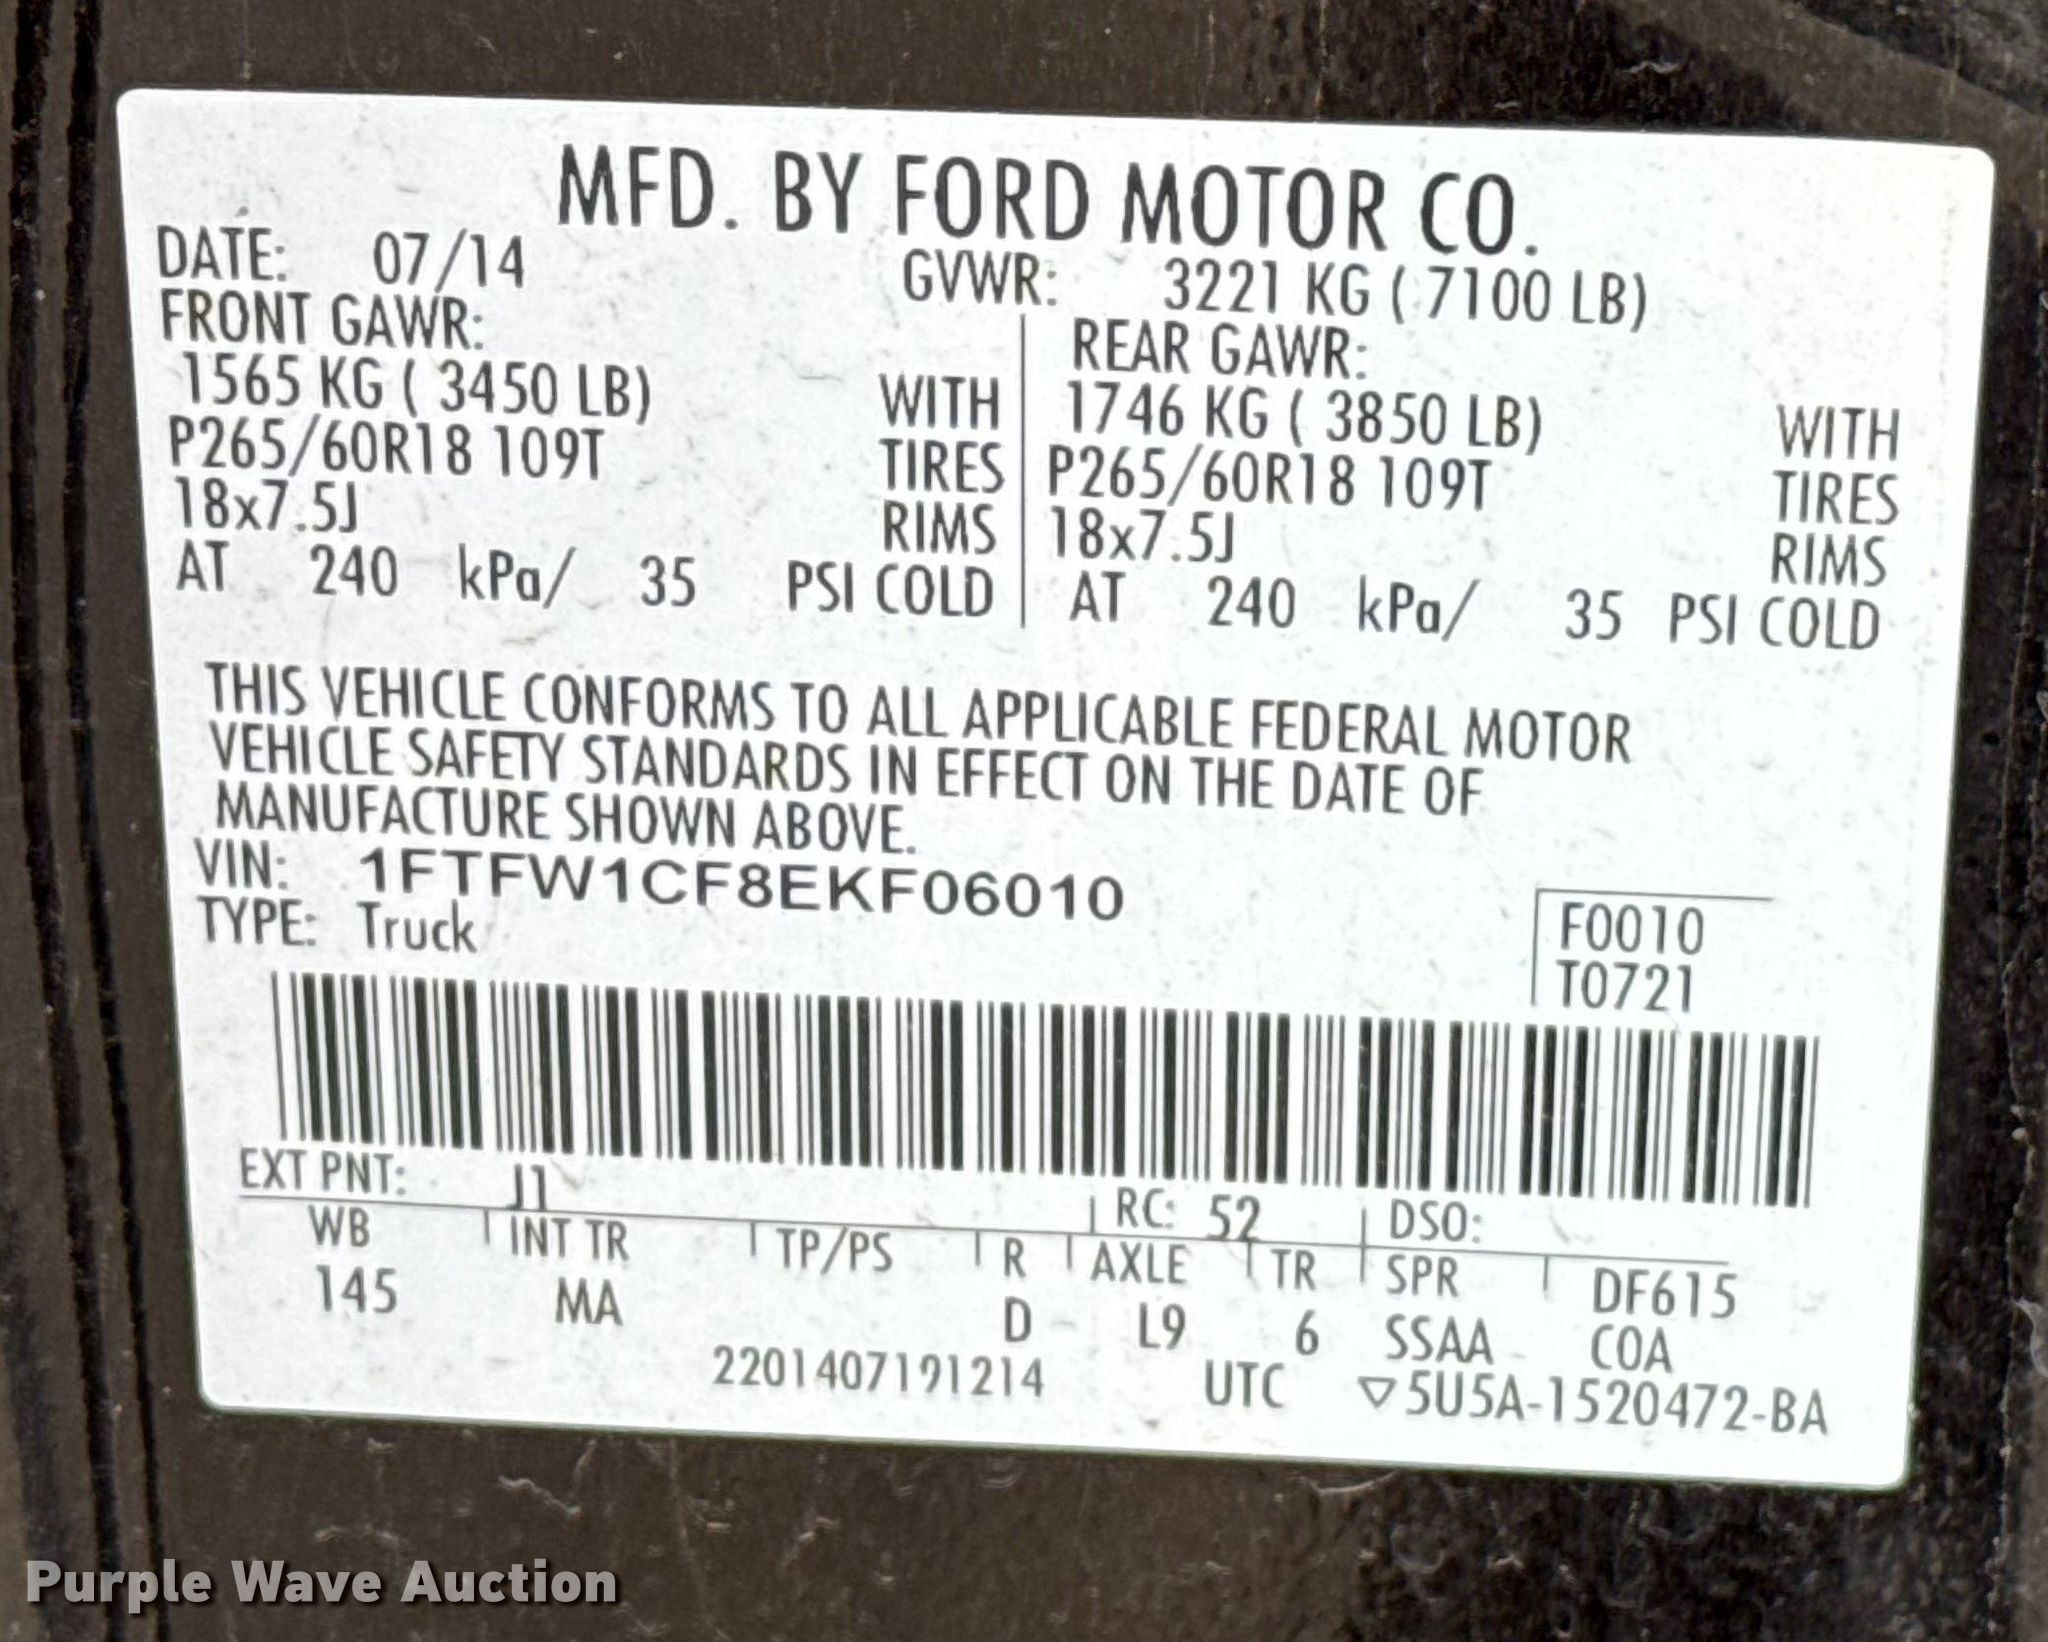 MFD. BY FORD MOTOR CO.
DATE: 07/14 GVWR: 3221 KG ( 7100 LB)
FRONT GAWR: REAR GAWR:
1565 KG ( 3450 LB) WITH 1746 KG ( 3850 LB) WITH
P265/60R18 109T TIRES P265/60R18 109T TIRES
18x7.5J RIMS 18x7.5J RIMS
AT 240 kPa/ 35 PSI COLD AT 240 kPa/ 35 PSI COLD
THIS VEHICLE CONFORMS TO ALL APPLICABLE FEDERAL MOTOR
VEHICLE SAFETY STANDARDS IN EFFECT ON THE DATE OF
MANUFACTURE SHOWN ABOVE.
VIN: 1FTFW1CF8EKF06010
TYPE: Truck
F0010
T0721
EXT PNT: J1 RC: 52 DSO:
WB INT TR TP/PS R AXLE TR SPR DF615
145 MA D L9 6 SSAA COA
2201407191214 UTC ▽5U5A-1520472-BA
Purple Wave Auction